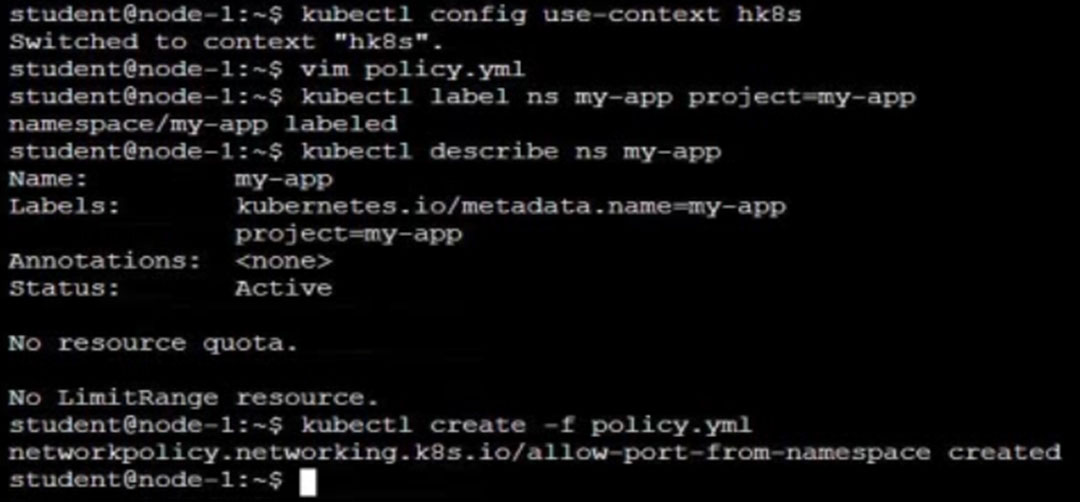 student@node-1:~$ kubectl config use-context hk8s
Switched to context "hk8s".
student@node-1:~$ vim policy.yml
student@node-1:~$ kubectl label ns my-app project=my-app
namespace/my-app labeled
student@node-1:~$ kubectl describe ns my-app
Name:         my-app
Labels:       kubernetes.io/metadata.name=my-app
              project=my-app
Annotations:  <none>
Status:       Active
No resource quota.
No LimitRange resource.
student@node-1:~$ kubectl create -f policy.yml
networkpolicy.networking.k8s.io/allow-port-from-namespace created
student@node-1:~$